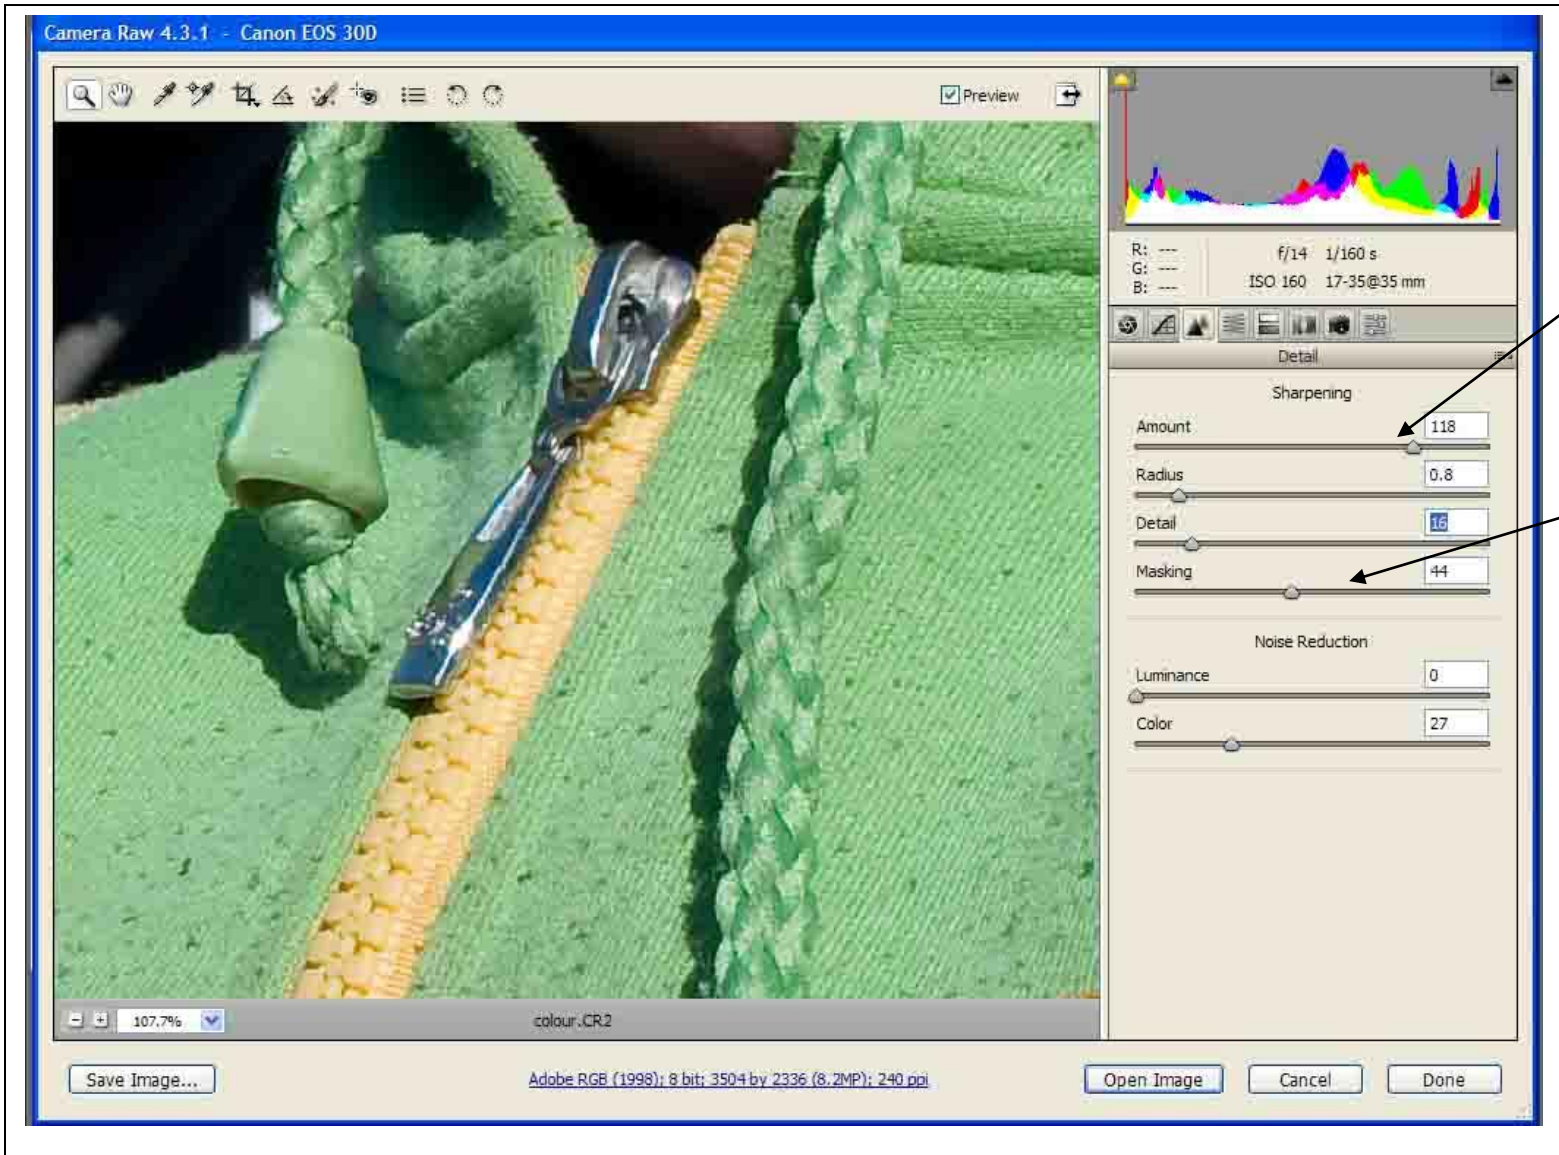 Camera Raw 4.3.1 - Canon EOS 30D
Preview
R: ---
G: ---
B: ---
f/14 1/160 s
ISO 160 17-35@35 mm
Detail
Sharpening
Amount 118
Radius 0.8
Detail 16
Masking 44
Noise Reduction
Luminance 0
Color 27
107.7%
colour.CR2
Save Image...
Adobe RGB (1998); 8 bit; 3504 by 2336 (8.2MP); 240 ppi
Open Image
Cancel
Done